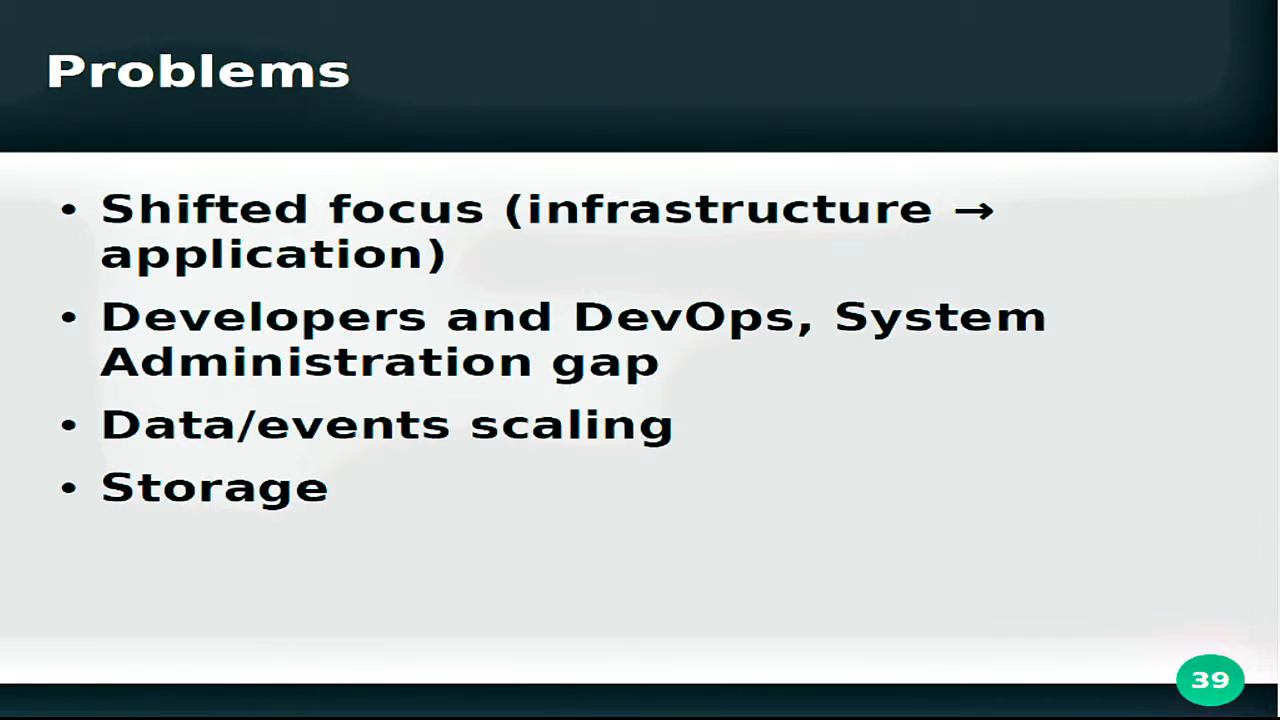 Problems
• Shifted focus (infrastructure →
application)
• Developers and DevOps, System
Administration gap
• Data/events scaling
• Storage
39